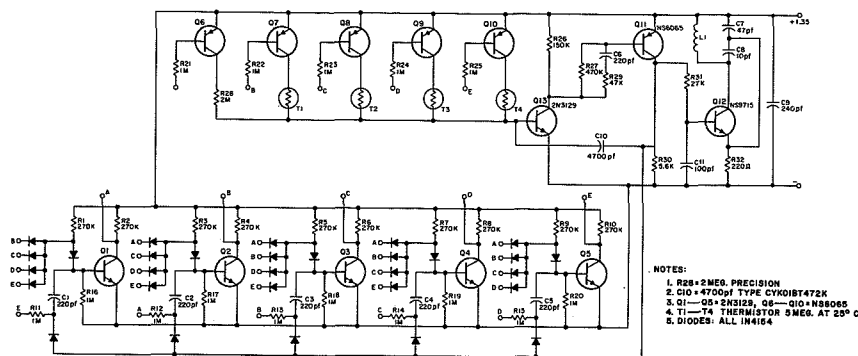 Q6 Q7 Q8 Q9 Q10
R21
1M
R22
1M
B
R23
1M
C
R24
1M
D
R25
1M
E
R28
2M
T1 T2 T3 T4
R26
150K
Q13
2N3129
Q11
NS6065
R27
470K
C6
220pf
R29
47K
C10
4700pf
L1
C7
47pf
C8
10pf
R31
27K
Q12
NS9715
C11
100pf
R30
5.6K
R32
220Ω
C9
240pf
+1.35
-
A
B
C
D
E
R1
270K
R2
270K
R3
270K
R4
270K
R5
270K
R6
270K
R7
270K
R8
270K
R9
270K
R10
270K
B
C
D
E
A
C
D
E
A
B
D
E
A
B
C
E
A
B
C
D
Q1 Q2 Q3 Q4 Q5
C1
220pf
R16
1M
C2
220pf
R17
1M
C3
220pf
R18
1M
C4
220pf
R19
1M
C5
220pf
R20
1M
E R11
1M
A R12
1M
B R13
1M
C R14
1M
D
1M
NOTES:
1. R28=2MEG. PRECISION
2. C10=4700pf TYPE CYK01BT472K
3. Q1—Q5=2N3129, Q6—Q10=NS6065
4. T1—T4 THERMISTOR 5MEG. AT 25° C
5. DIODES: ALL IN4154